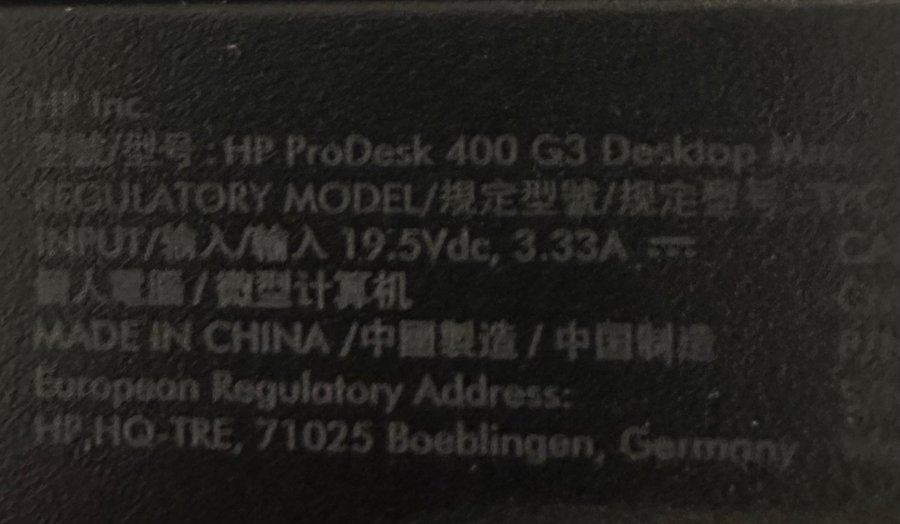 HP Inc.
型號/型号:HP ProDesk 400 G3 Desktop Mini
REGULATORY MODEL/規定型號/规定型号:
INPUT/輸入/输入 19.5Vdc, 3.33A ⎓
個人電腦/微型计算机
MADE IN CHINA /中國製造 / 中国制造
European Regulatory Address:
HP,HQ-TRE, 71025 Boeblingen, Germany